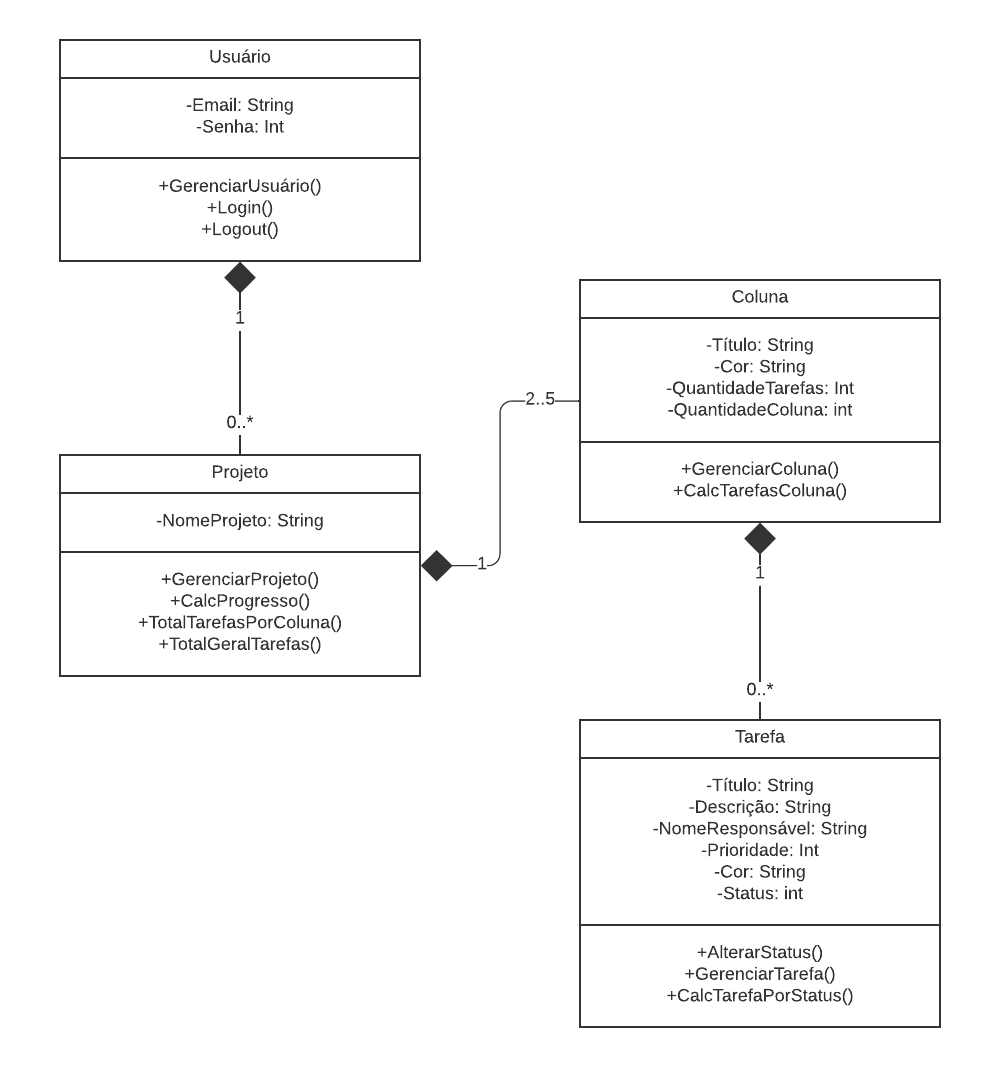 Usuário
-Email: String
-Senha: Int
+GerenciarUsuário()
+Login()
+Logout()
1
0..*
Projeto
-NomeProjeto: String
+GerenciarProjeto()
+CalcProgresso()
+TotalTarefasPorColuna()
+TotalGeralTarefas()
1
2..5
Coluna
-Título: String
-Cor: String
-QuantidadeTarefas: Int
-QuantidadeColuna: int
+GerenciarColuna()
+CalcTarefasColuna()
1
0..*
Tarefa
-Título: String
-Descrição: String
-NomeResponsável: String
-Prioridade: Int
-Cor: String
-Status: int
+AlterarStatus()
+GerenciarTarefa()
+CalcTarefaPorStatus()